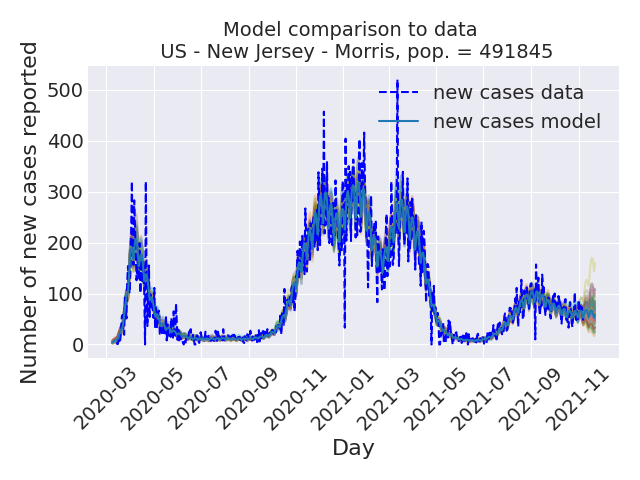 Model comparison to data
US - New Jersey - Morris, pop. = 491845
new cases data
new cases model
Number of new cases reported
500
400
300
200
100
0
2020-03
2020-05
2020-07
2020-09
2020-11
2021-01
2021-03
2021-05
2021-07
2021-09
2021-11
Day